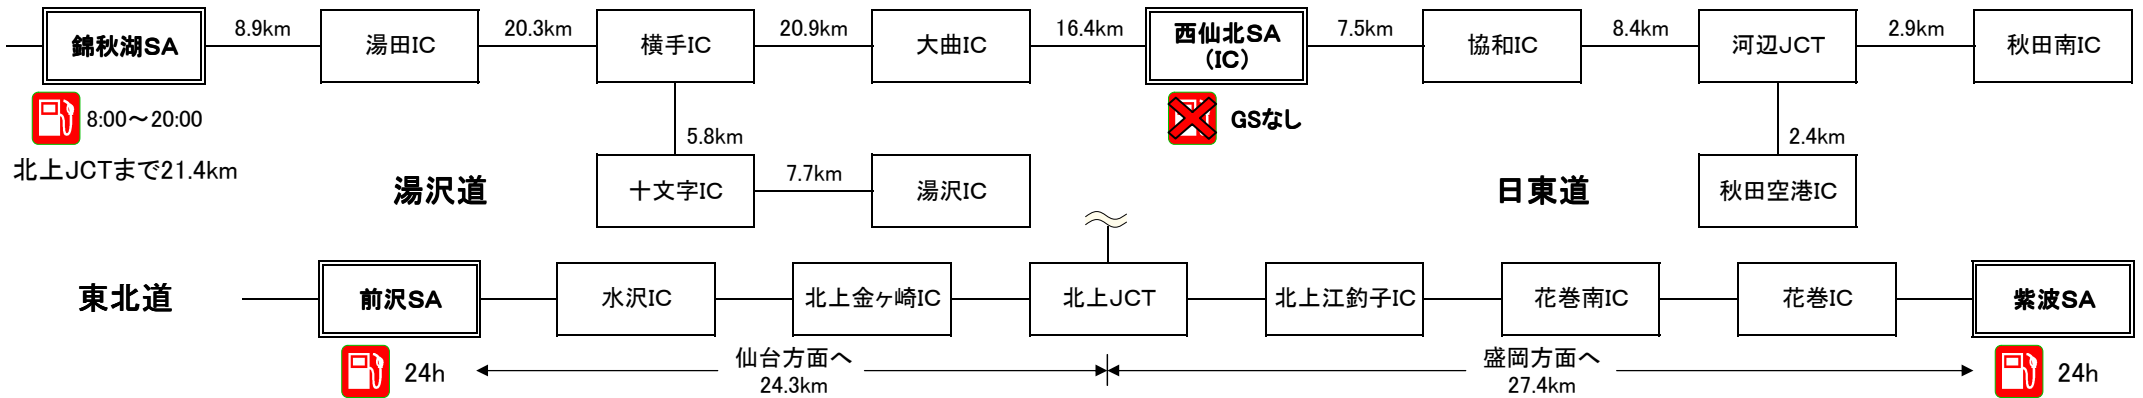 8.9km
20.3km
20.9km
16.4km
7.5km
8.4km
2.9km
錦秋湖SA
湯田IC
横手IC
大曲IC
西仙北SA
(IC)
協和IC
河辺JCT
秋田南IC
8:00～20:00
GSなし
5.8km
2.4km
北上JCTまで21.4km
湯沢道
十文字IC
7.7km
湯沢IC
日東道
秋田空港IC
東北道
前沢SA
水沢IC
北上金ヶ崎IC
北上JCT
北上江釣子IC
花巻南IC
花巻IC
紫波SA
24h
仙台方面へ
24.3km
盛岡方面へ
27.4km
24h